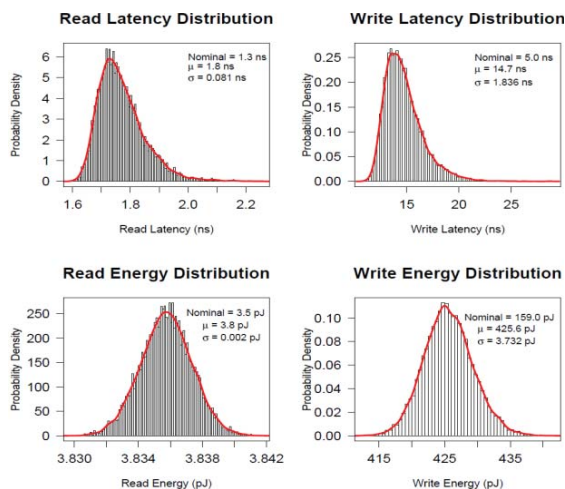 Read Latency Distribution
Probability Density
6
5
4
3
2
1
0
Nominal = 1.3 ns
μ = 1.8 ns
σ = 0.081 ns
1.6 1.8 2.0 2.2
Read Latency (ns)
Write Latency Distribution
Probability Density
0.25
0.20
0.15
0.10
0.05
0.00
Nominal = 5.0 ns
μ = 14.7 ns
σ = 1.836 ns
15 20 25
Write Latency (ns)
Read Energy Distribution
Probability Density
250
200
150
100
50
0
Nominal = 3.5 pJ
μ = 3.8 pJ
σ = 0.002 pJ
3.830 3.834 3.838 3.842
Read Energy (pJ)
Write Energy Distribution
Probability Density
0.10
0.08
0.06
0.04
0.02
0.00
Nominal = 159.0 pJ
μ = 425.6 pJ
σ = 3.732 pJ
415 425 435
Write Energy (pJ)